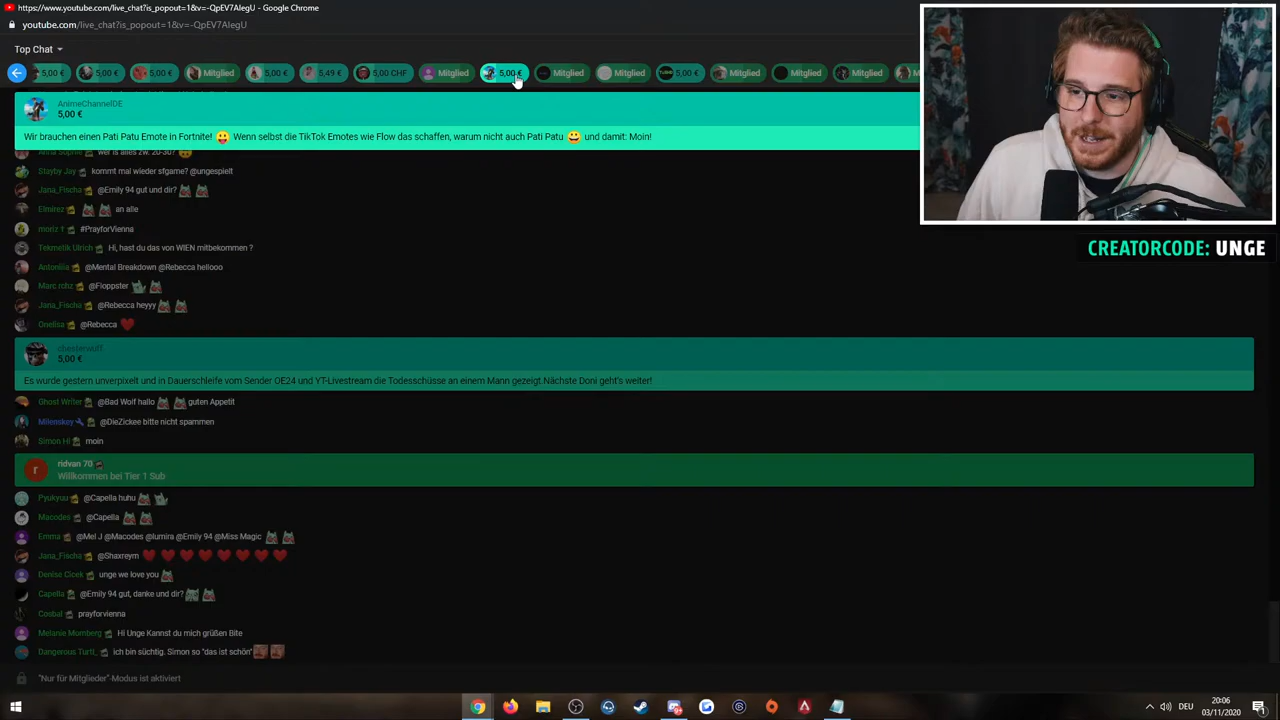 https://www.youtube.com/live_chat?is_popout=1&v=-QpEV7AIegU - Google Chrome
youtube.com/live_chat?is_popout=1&v=-QpEV7AIegU
Top Chat
5,00 € 5,00 € 5,00 € Mitglied 5,00 € 5,49 € 5,00 CHF Mitglied 5,00 € Mitglied Mitglied 5,00 € Mitglied Mitglied Mitglied
AnimeChannelDE
5,00 €
Wir brauchen einen Pati Patu Emote in Fortnite! 😛 Wenn selbst die TikTok Emotes wie Flow das schaffen, warum nicht auch Pati Patu 😀 und damit: Moin!
CREATORCODE: UNGE
Stayby Jay kommt mal wieder sfgame? @ungespielt
Jana_Fischa @Emily 94 gut und dir?
Elmirez an alle
moriz † #PrayforVienna
Tekmetik Ulrich Hi, hast du das von WIEN mitbekommen ?
@Mental Breakdown @Rebecca hellooo
Marc rchz @Floppster
Jana_Fischa @Rebecca heyyy
Onelisa @Rebecca ❤
chesterwuff
5,00 €
Es wurde gestern unverpixelt und in Dauerschleife vom Sender OE24 und YT-Livestream die Todesschüsse an einem Mann gezeigt.Nächste Doni geht's weiter!
Ghost Writer @Bad Wolf hallo guten Appetit
Milenskey @DieZickee bitte nicht spammen
Simon Hi moin
r ridvan 70
Willkommen bei Tier 1 Sub
Pyukyuu @Capella huhu
Macodes @Capella
Emma @Mel J @Macodes @lumira @Emily 94 @Miss Magic
Jana_Fischa @Shaxreym ❤ ❤ ❤ ❤ ❤ ❤ ❤ ❤
Denise Cicek unge we love you
Capella @Emily 94 gut, danke und dir?
Cosbal prayforvienna
Melanie Momberg Hi Unge Kannst du mich grüßen Bite
Dangerous Turtl_ ich bin süchtig. Simon so "das ist schön"
"Nur für Mitglieder"-Modus ist aktiviert
DEU
20:06
03/11/2020